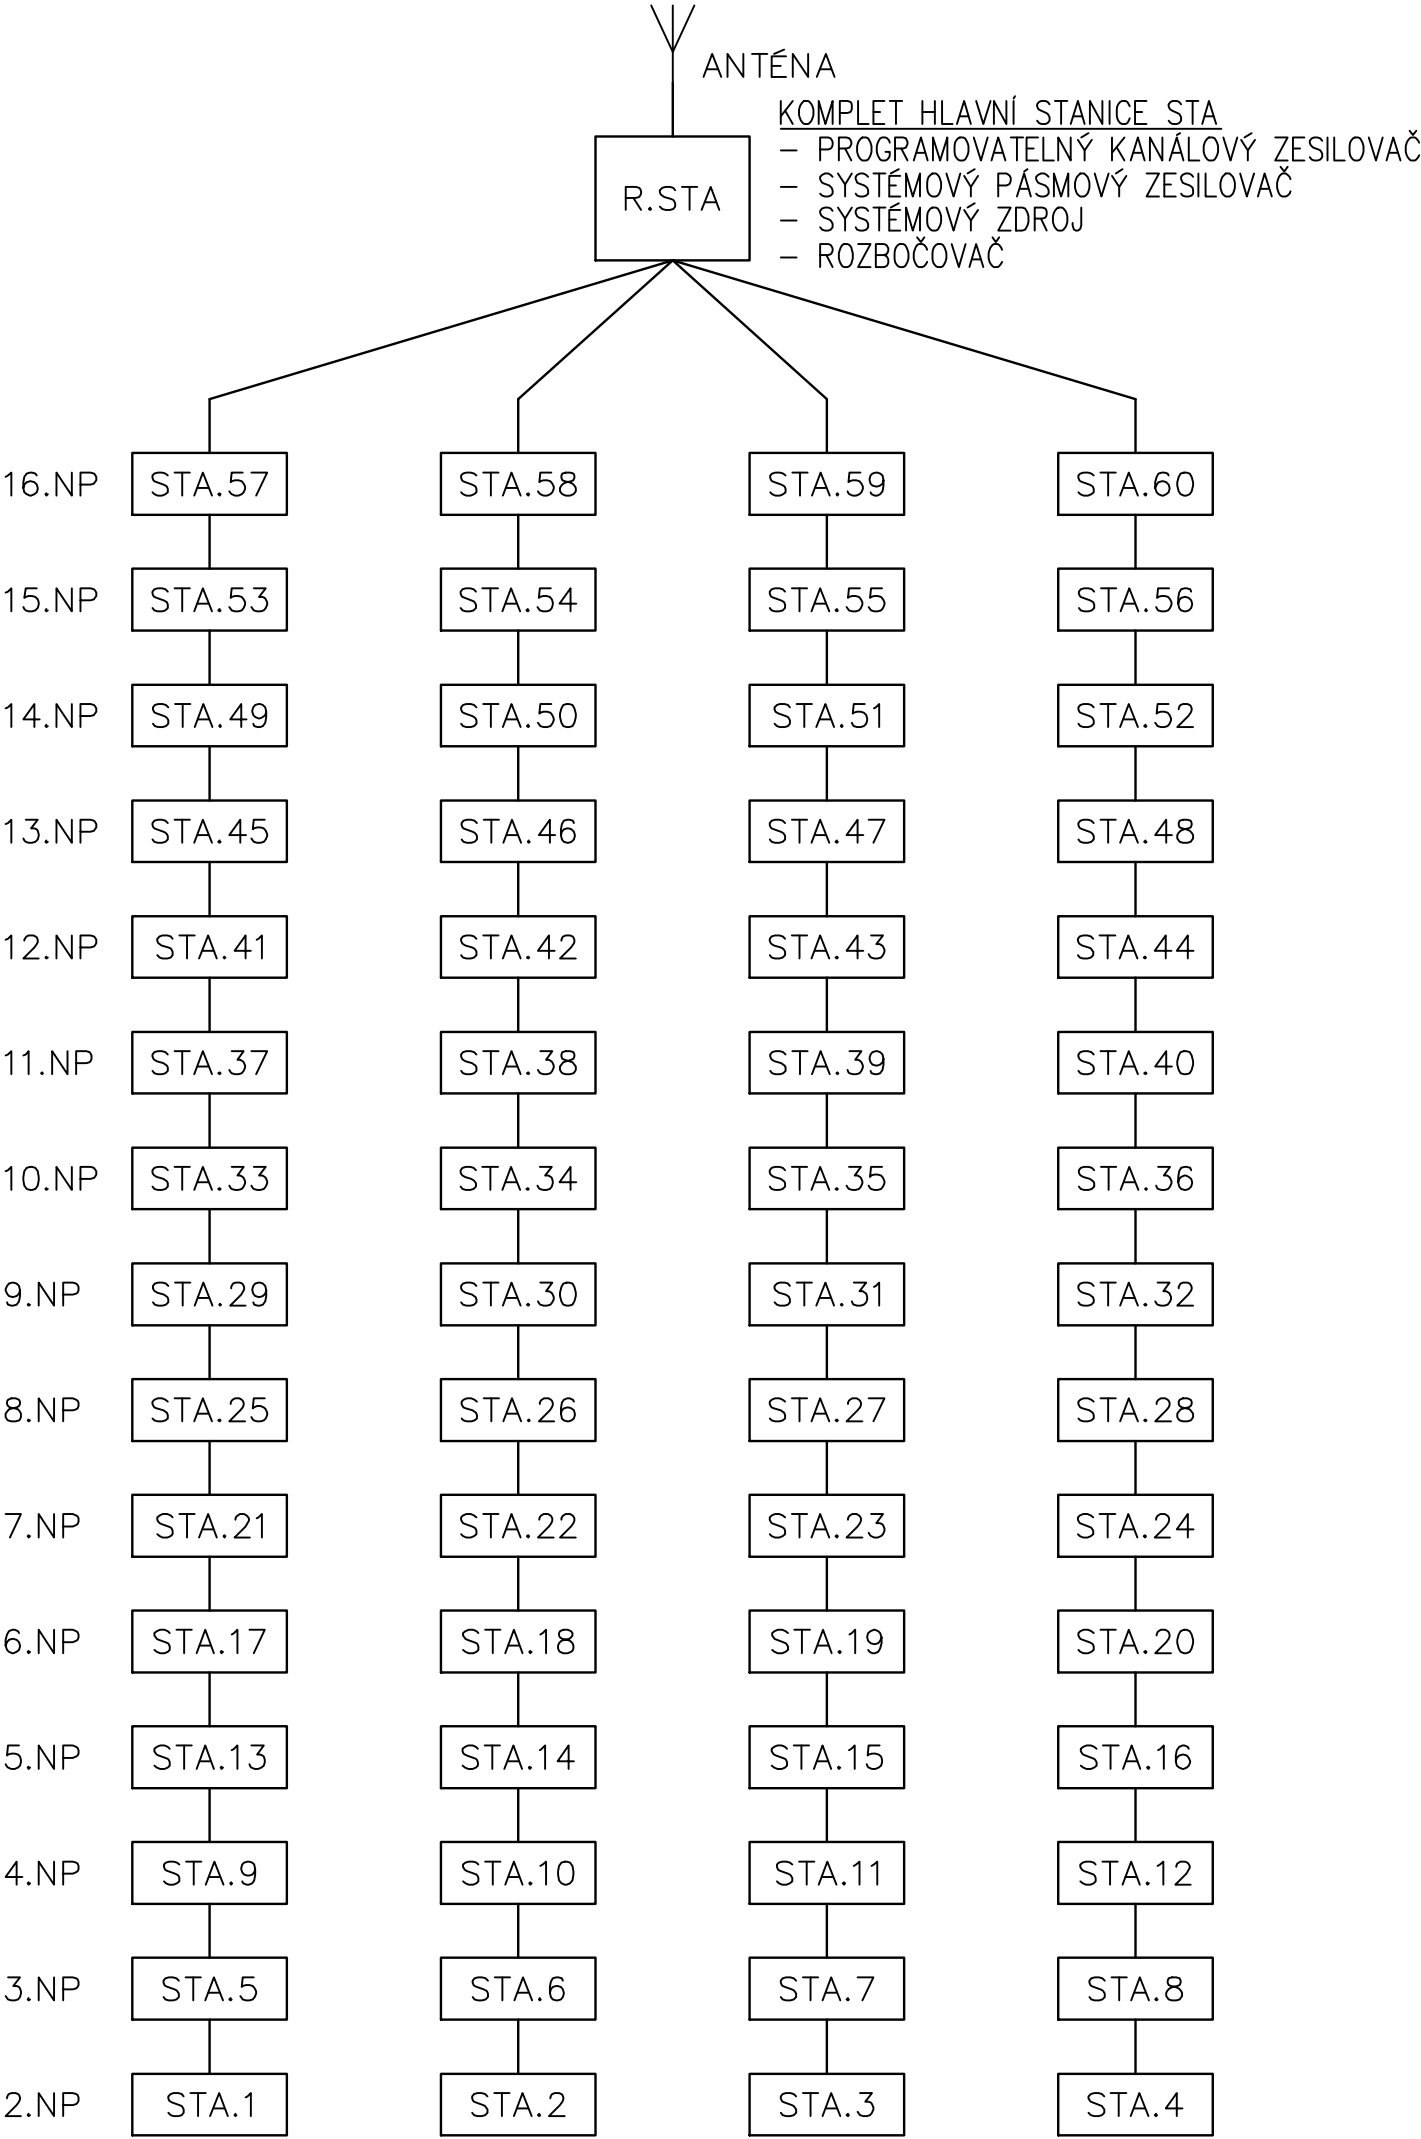 ANTÉNA
KOMPLET HLAVNÍ STANICE STA
- PROGRAMOVATELNÝ KANÁLOVÝ ZESILOVAČ
- SYSTÉMOVÝ PÁSMOVÝ ZESILOVAČ
- SYSTÉMOVÝ ZDROJ
- ROZBOČOVAČ
R.STA
16.NP STA.57 STA.58 STA.59 STA.60
15.NP STA.53 STA.54 STA.55 STA.56
14.NP STA.49 STA.50 STA.51 STA.52
13.NP STA.45 STA.46 STA.47 STA.48
12.NP STA.41 STA.42 STA.43 STA.44
11.NP STA.37 STA.38 STA.39 STA.40
10.NP STA.33 STA.34 STA.35 STA.36
9.NP STA.29 STA.30 STA.31 STA.32
8.NP STA.25 STA.26 STA.27 STA.28
7.NP STA.21 STA.22 STA.23 STA.24
6.NP STA.17 STA.18 STA.19 STA.20
5.NP STA.13 STA.14 STA.15 STA.16
4.NP STA.9 STA.10 STA.11 STA.12
3.NP STA.5 STA.6 STA.7 STA.8
2.NP STA.1 STA.2 STA.3 STA.4